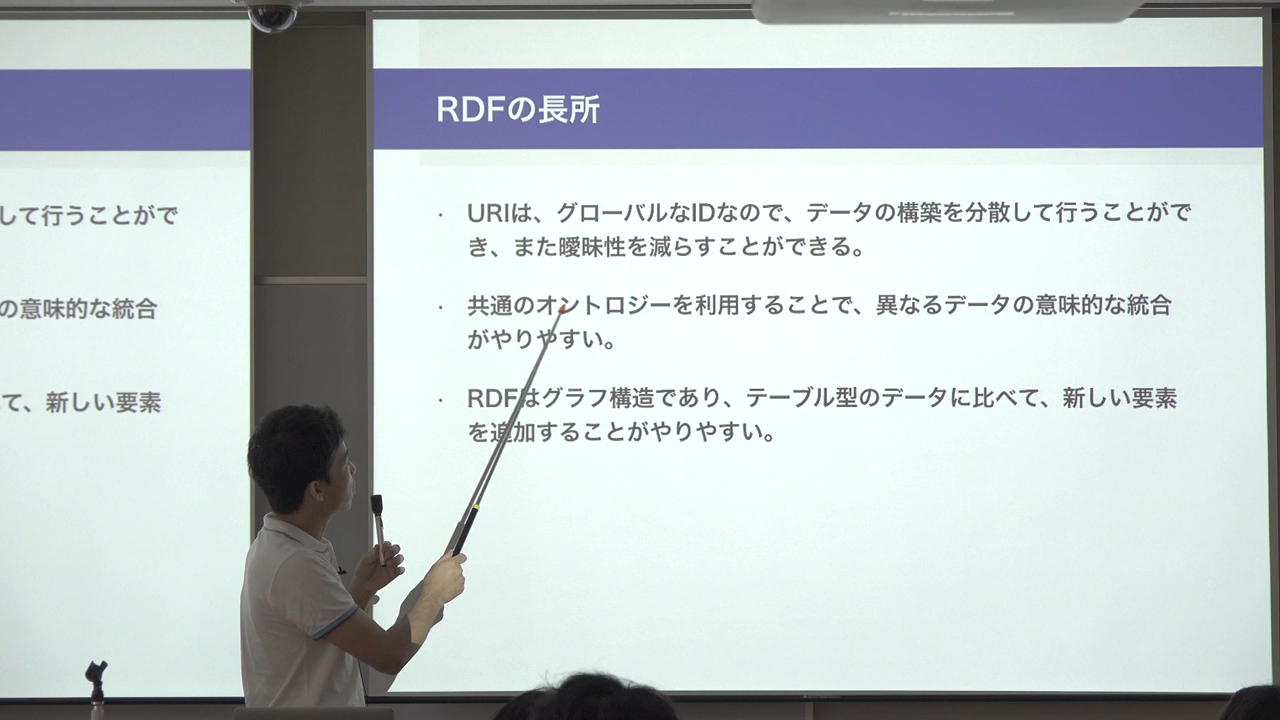 RDFの長所
・ URIは、グローバルなIDなので、データの構築を分散して行うことがで
き、また曖昧性を減らすことができる。
・ 共通のオントロジーを利用することで、異なるデータの意味的な統合
がやりやすい。
・ RDFはグラフ構造であり、テーブル型のデータに比べて、新しい要素
を追加することがやりやすい。
して行うことがで
の意味的な統合
て、新しい要素